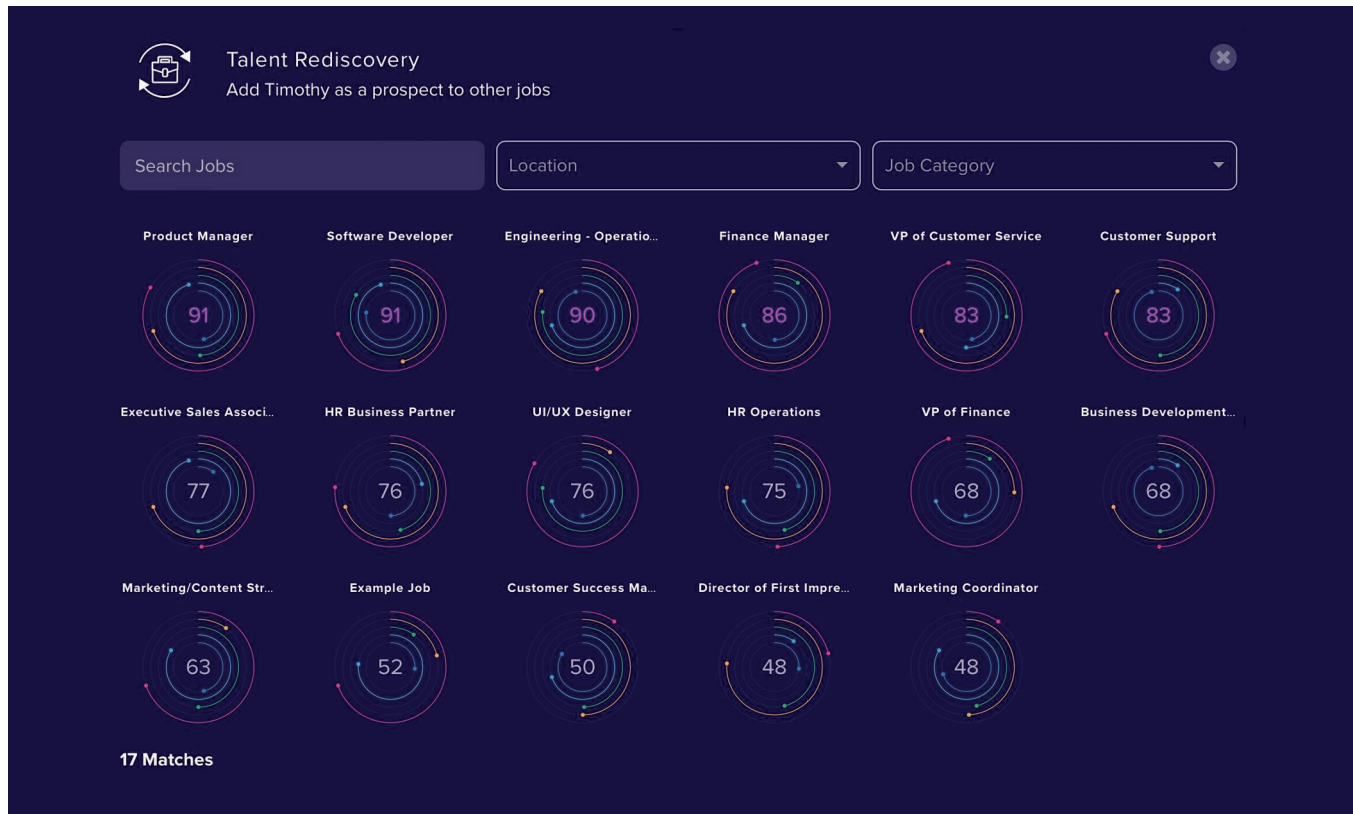 Talent Rediscovery
Add Timothy as a prospect to other jobs
Search Jobs
Location
Job Category
Product Manager
Software Developer
Engineering - Operatio...
Finance Manager
VP of Customer Service
Customer Support
91
91
90
86
83
83
Executive Sales Associ...
HR Business Partner
UI/UX Designer
HR Operations
VP of Finance
Business Development...
77
76
76
75
68
68
Marketing/Content Str...
Example Job
Customer Success Ma...
Director of First Impre...
Marketing Coordinator
63
52
50
48
48
17 Matches